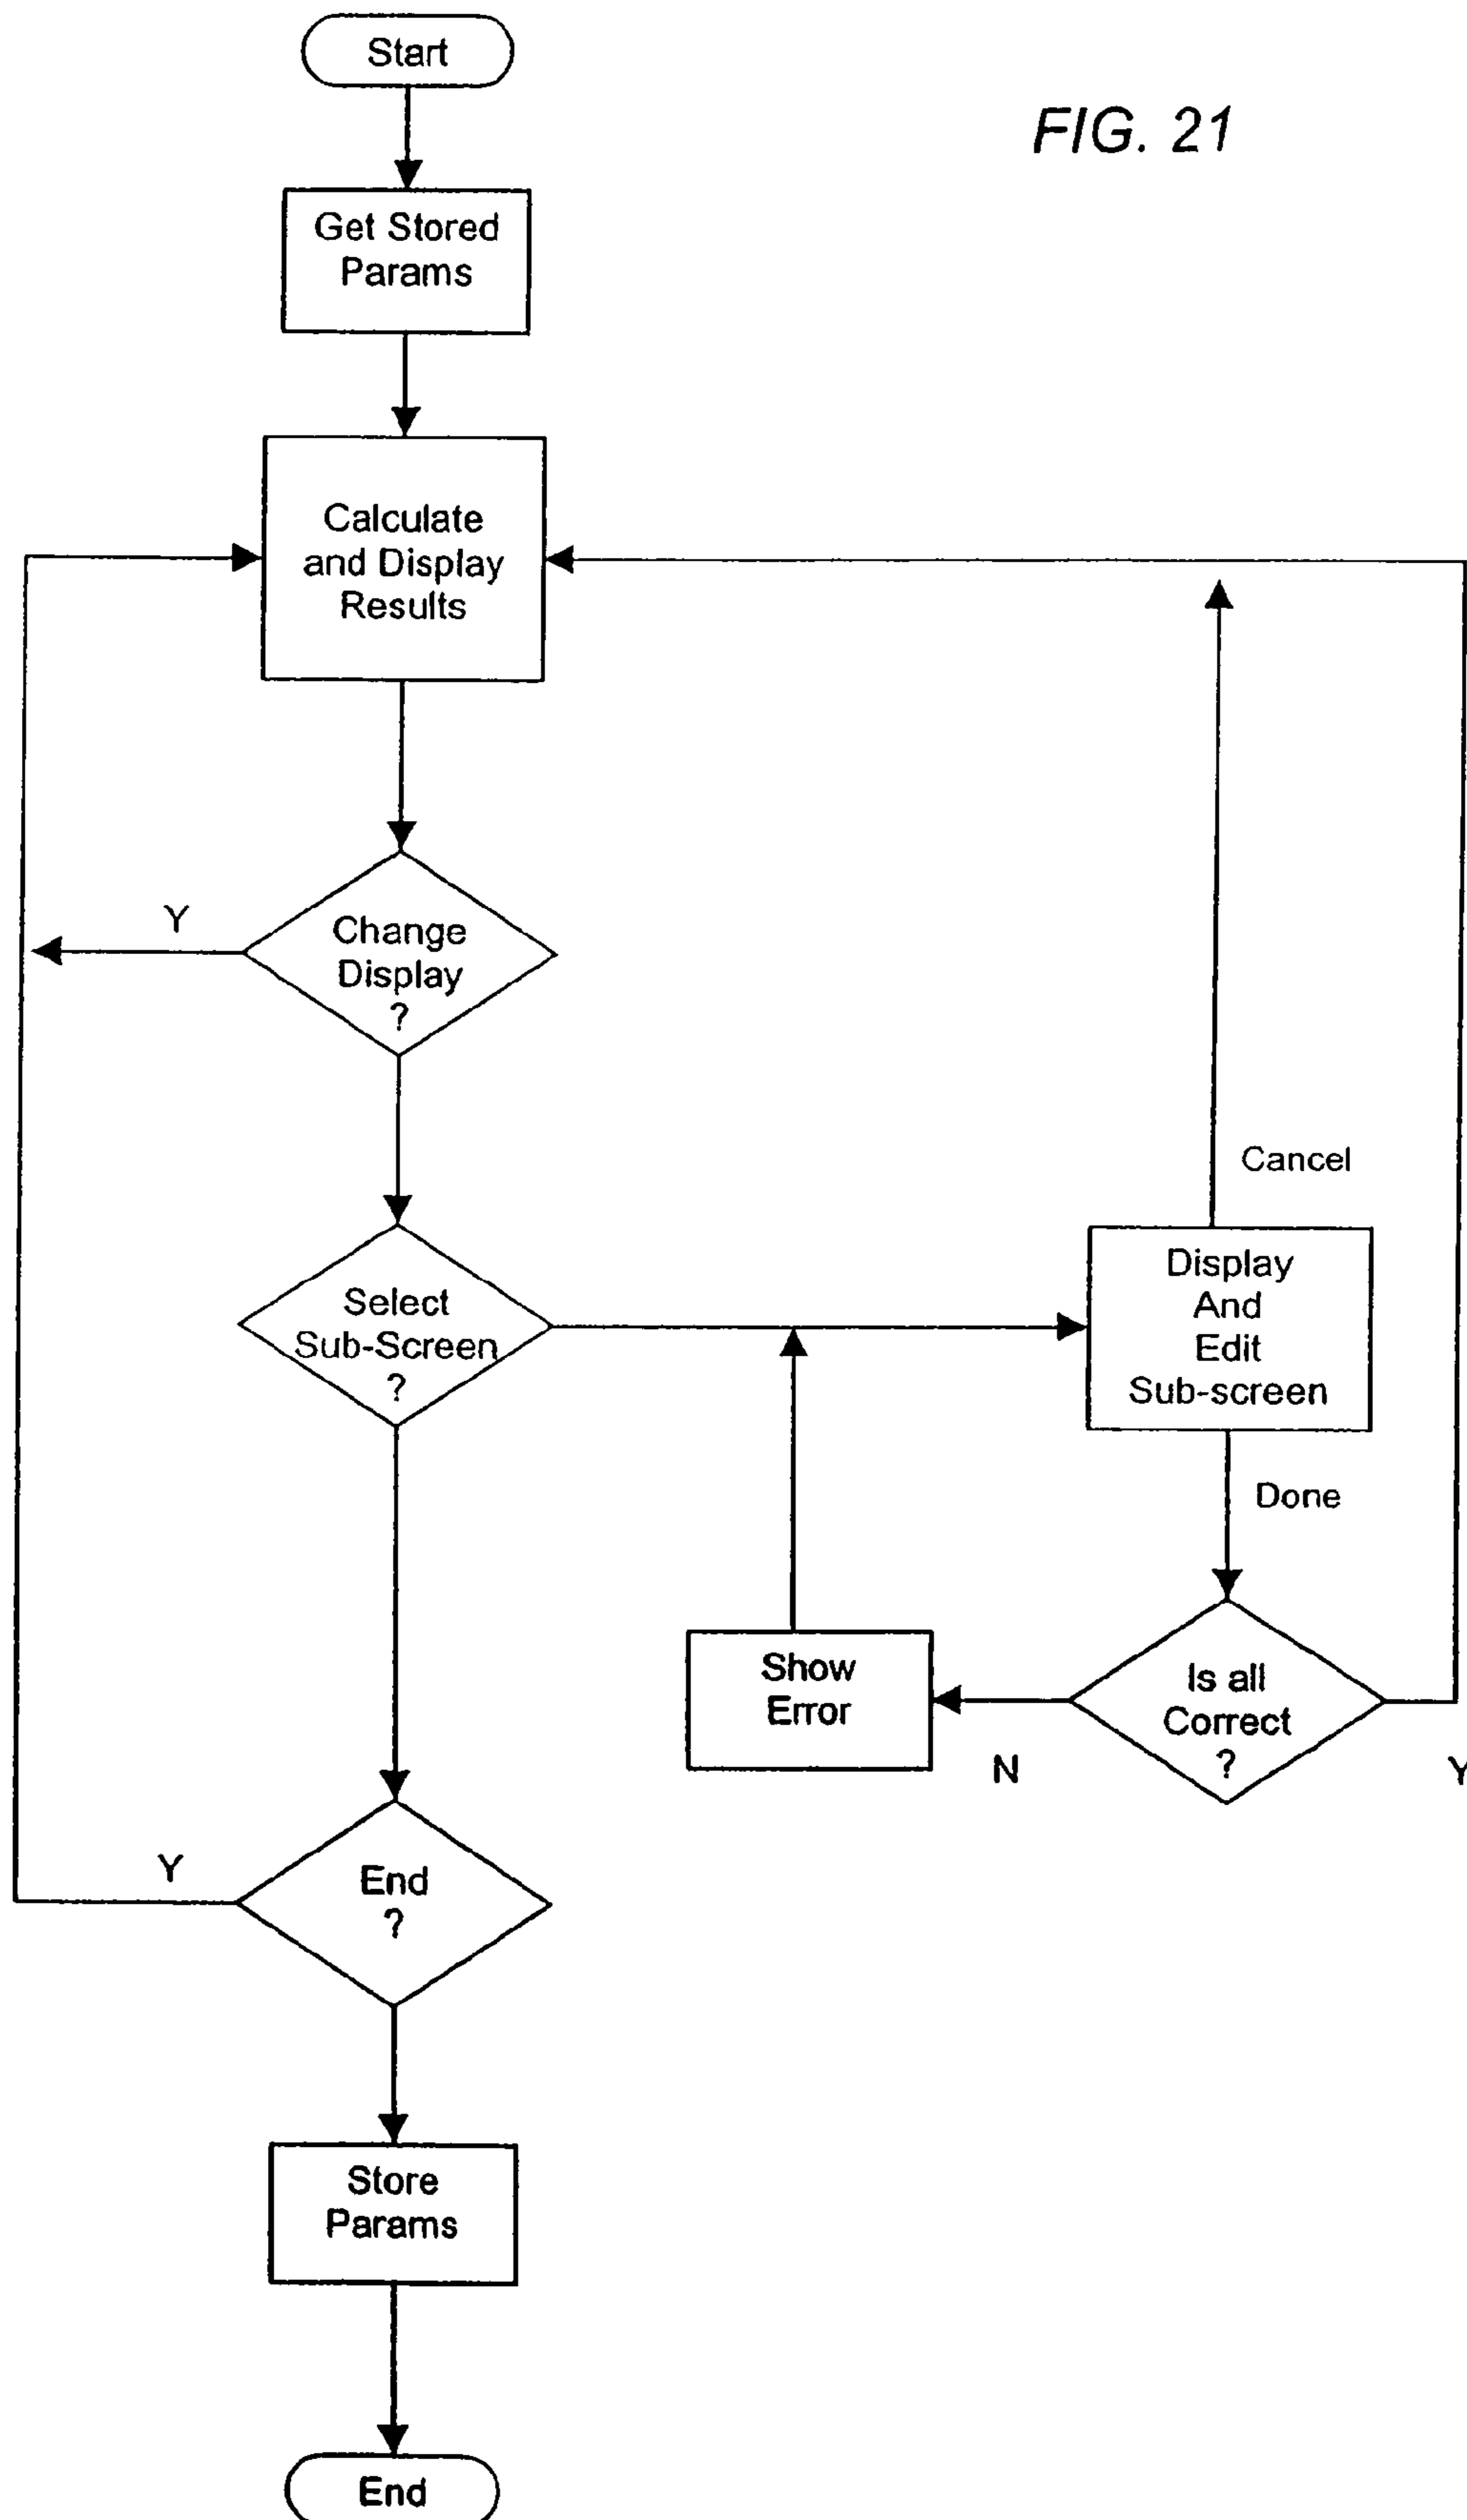 Start
FIG. 21
Get Stored
Params
Calculate
and Display
Results
Y
Change
Display
?
Cancel
Select
Sub-Screen
?
Display
And
Edit
Sub-screen
Done
Show
Error
Is all
Correct
?
N
Y
Y
End
?
Store
Params
End